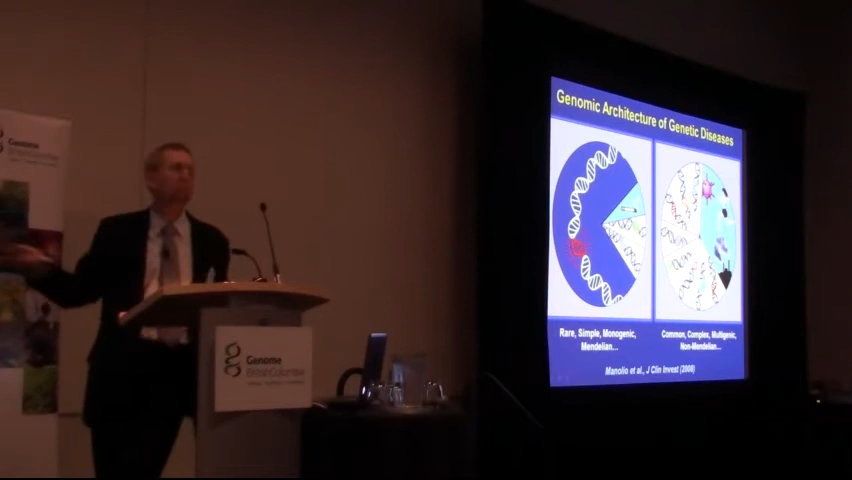 Genome
Genomic Architecture of Genetic Diseases
Rare, Simple, Monogenic,
Mendelian...
Common, Complex, Multigenic,
Non-Mendelian...
Manolio et al., J Clin Invest (2008)
Genome
BritishColumbia